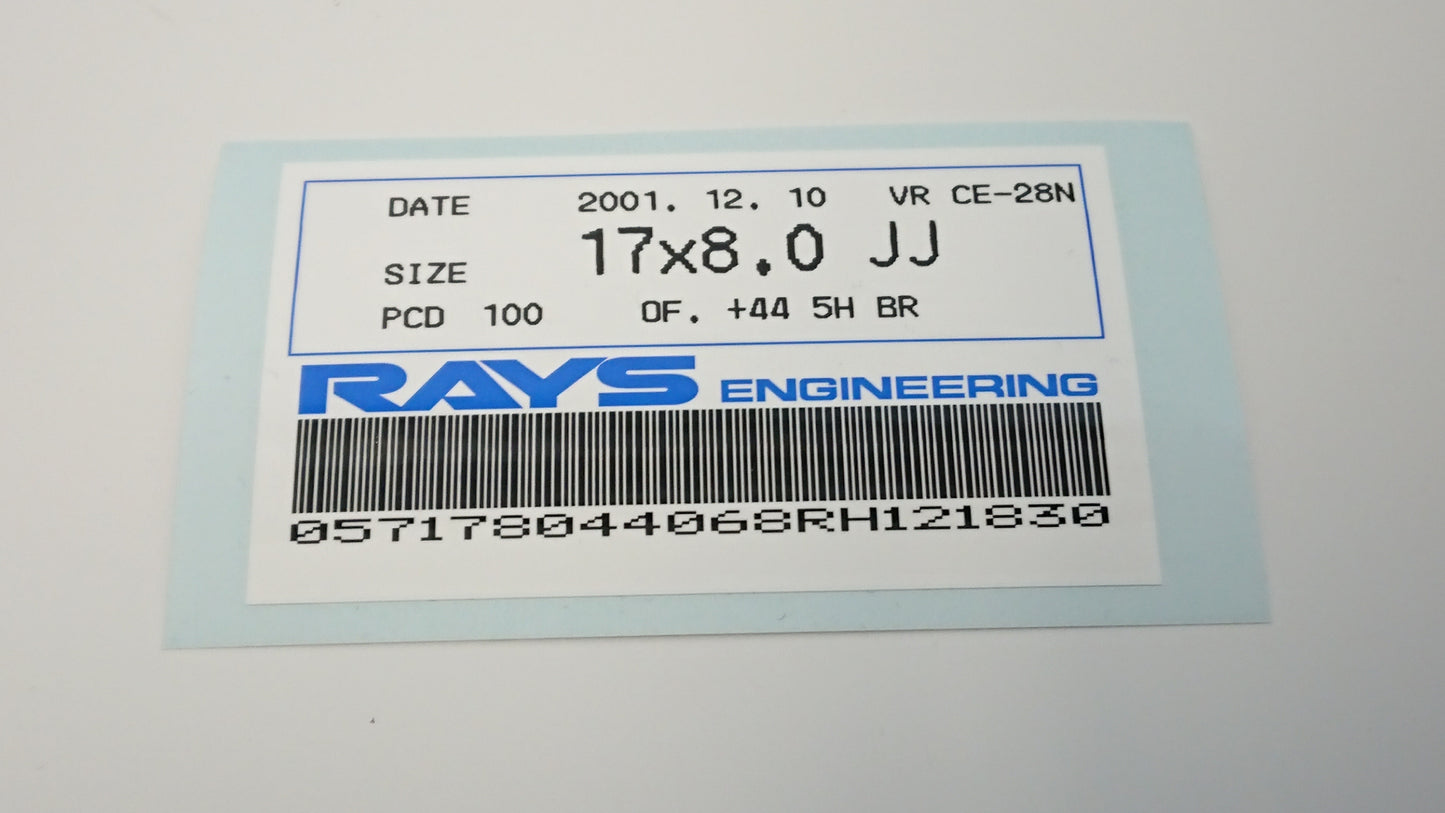 DATE 2001. 12. 10 VR CE-28N
SIZE 17x8.0 JJ
PCD 100 OF. +44 5H BR
RAYS ENGINEERING
057178044068RH121830